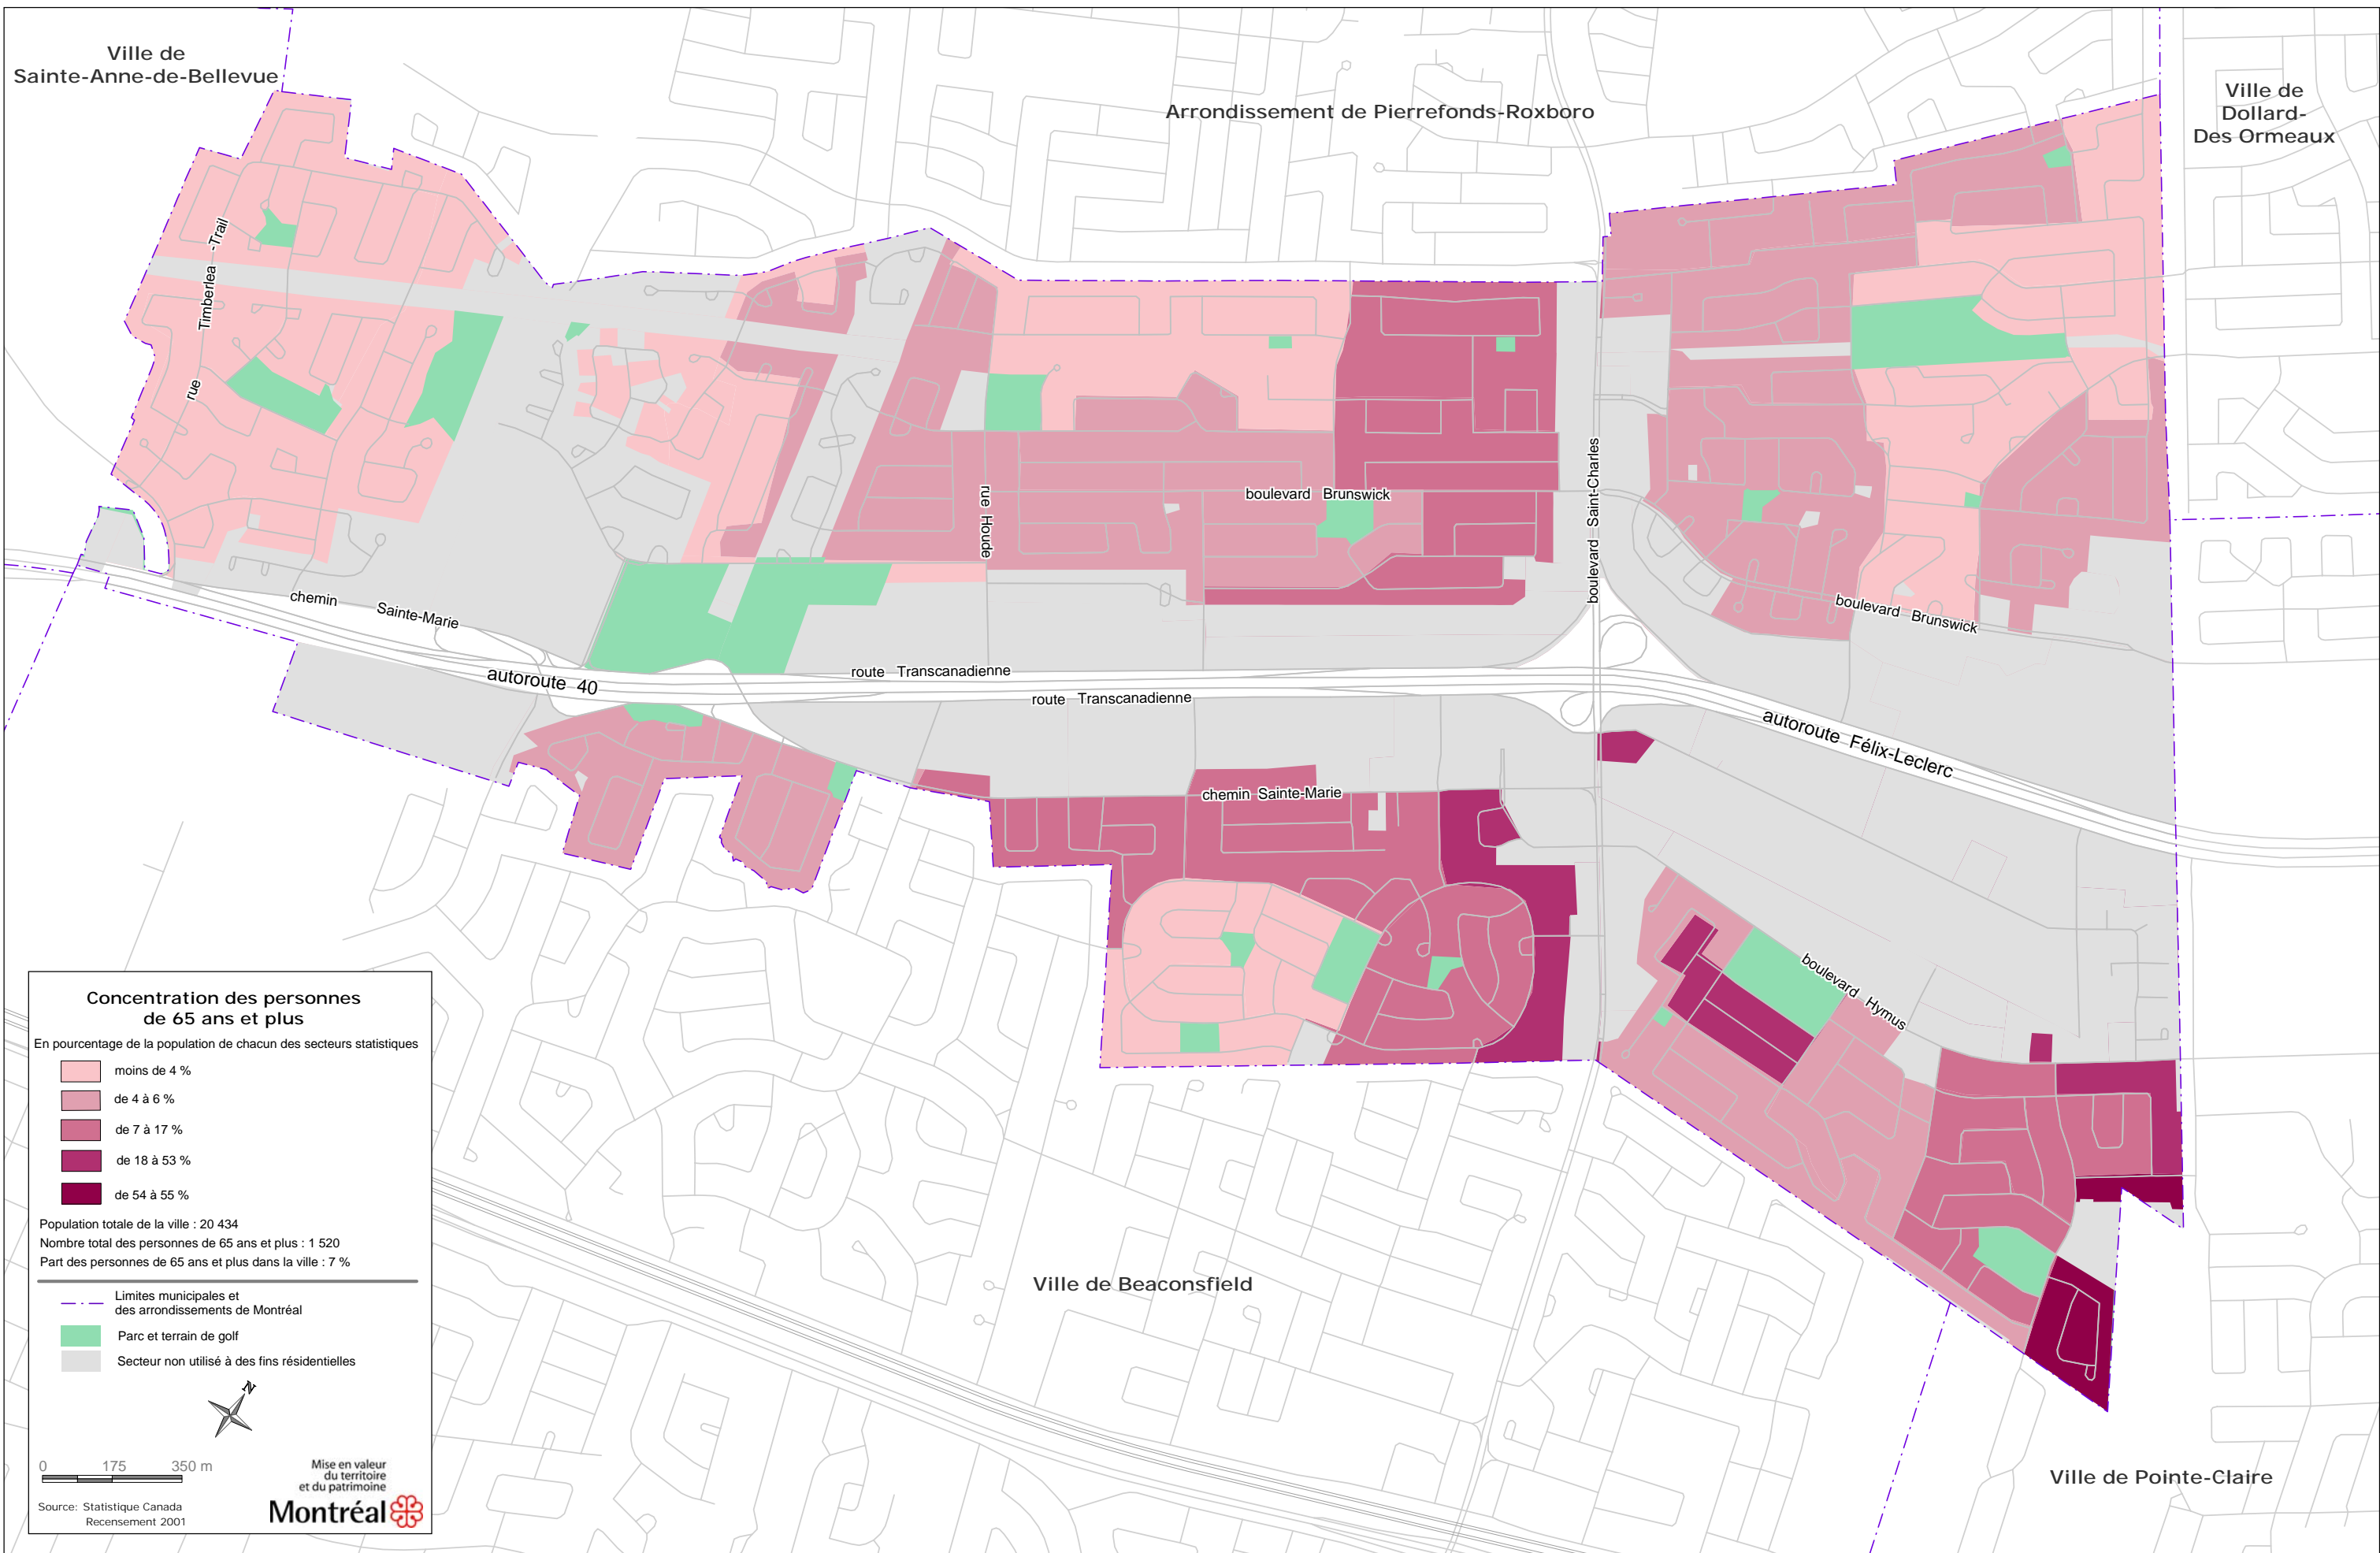 Ville de
Sainte-Anne-de-Bellevue
Arrondissement de Pierrefonds-Roxboro
Ville de
Dollard-
Des Ormeaux
rue Timberlea -Trail
rue Houde
boulevard Brunswick
boulevard Saint-Charles
boulevard Brunswick
chemin Sainte-Marie
autoroute 40
route Transcanadienne
route Transcanadienne
autoroute Félix-Leclerc
chemin Sainte-Marie
boulevard Hymus
Ville de Beaconsfield
Ville de Pointe-Claire
Concentration des personnes
de 65 ans et plus
En pourcentage de la population de chacun des secteurs statistiques
moins de 4 %
de 4 à 6 %
de 7 à 17 %
de 18 à 53 %
de 54 à 55 %
Population totale de la ville : 20 434
Nombre total des personnes de 65 ans et plus : 1 520
Part des personnes de 65 ans et plus dans la ville : 7 %
Limites municipales et
des arrondissements de Montréal
Parc et terrain de golf
Secteur non utilisé à des fins résidentielles
N
0 175 350 m
Source: Statistique Canada
Recensement 2001
Mise en valeur
du territoire
et du patrimoine
Montréal